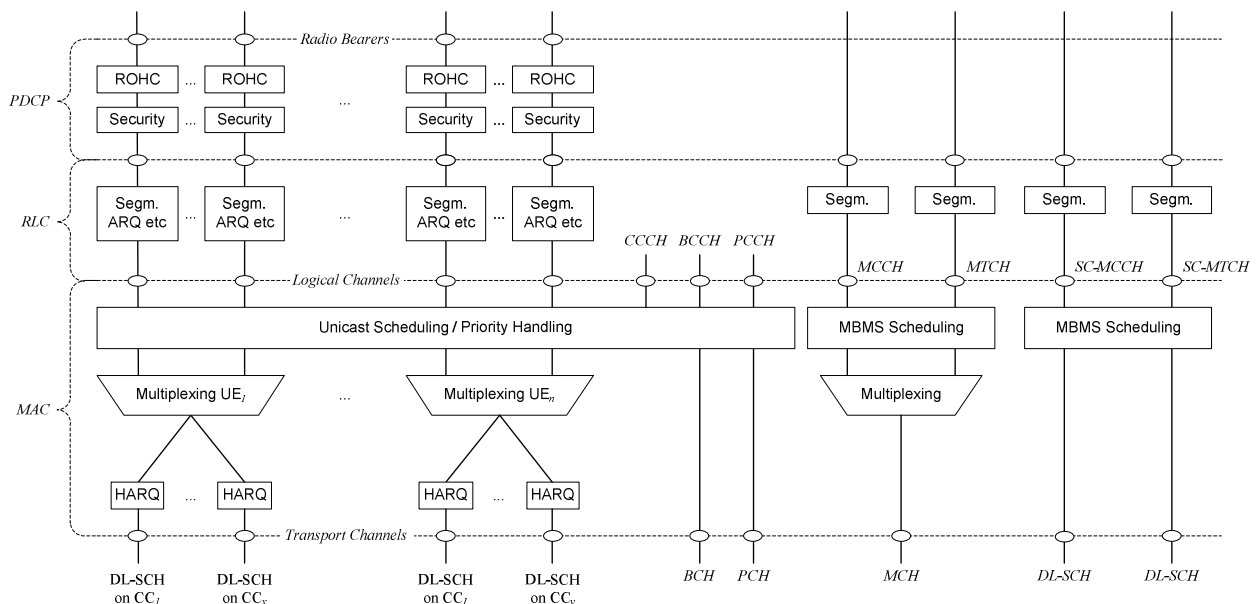 Radio Bearers
ROHC ... ROHC ROHC ... ROHC
PDCP ...
Security ... Security Security ... Security
Segm. ARQ etc ... Segm. ARQ etc ... Segm. ARQ etc ... Segm. ARQ etc Segm. Segm. Segm. Segm.
RLC
CCCH BCCH PCCH
Logical Channels MCCH MTCH SC-MCCH SC-MTCH
Unicast Scheduling / Priority Handling MBMS Scheduling MBMS Scheduling
Multiplexing UE1 ... Multiplexing UEn Multiplexing
MAC
HARQ ... HARQ HARQ ... HARQ
Transport Channels
DL-SCH on CC1 DL-SCH on CCx DL-SCH on CC1 DL-SCH on CCy BCH PCH MCH DL-SCH DL-SCH